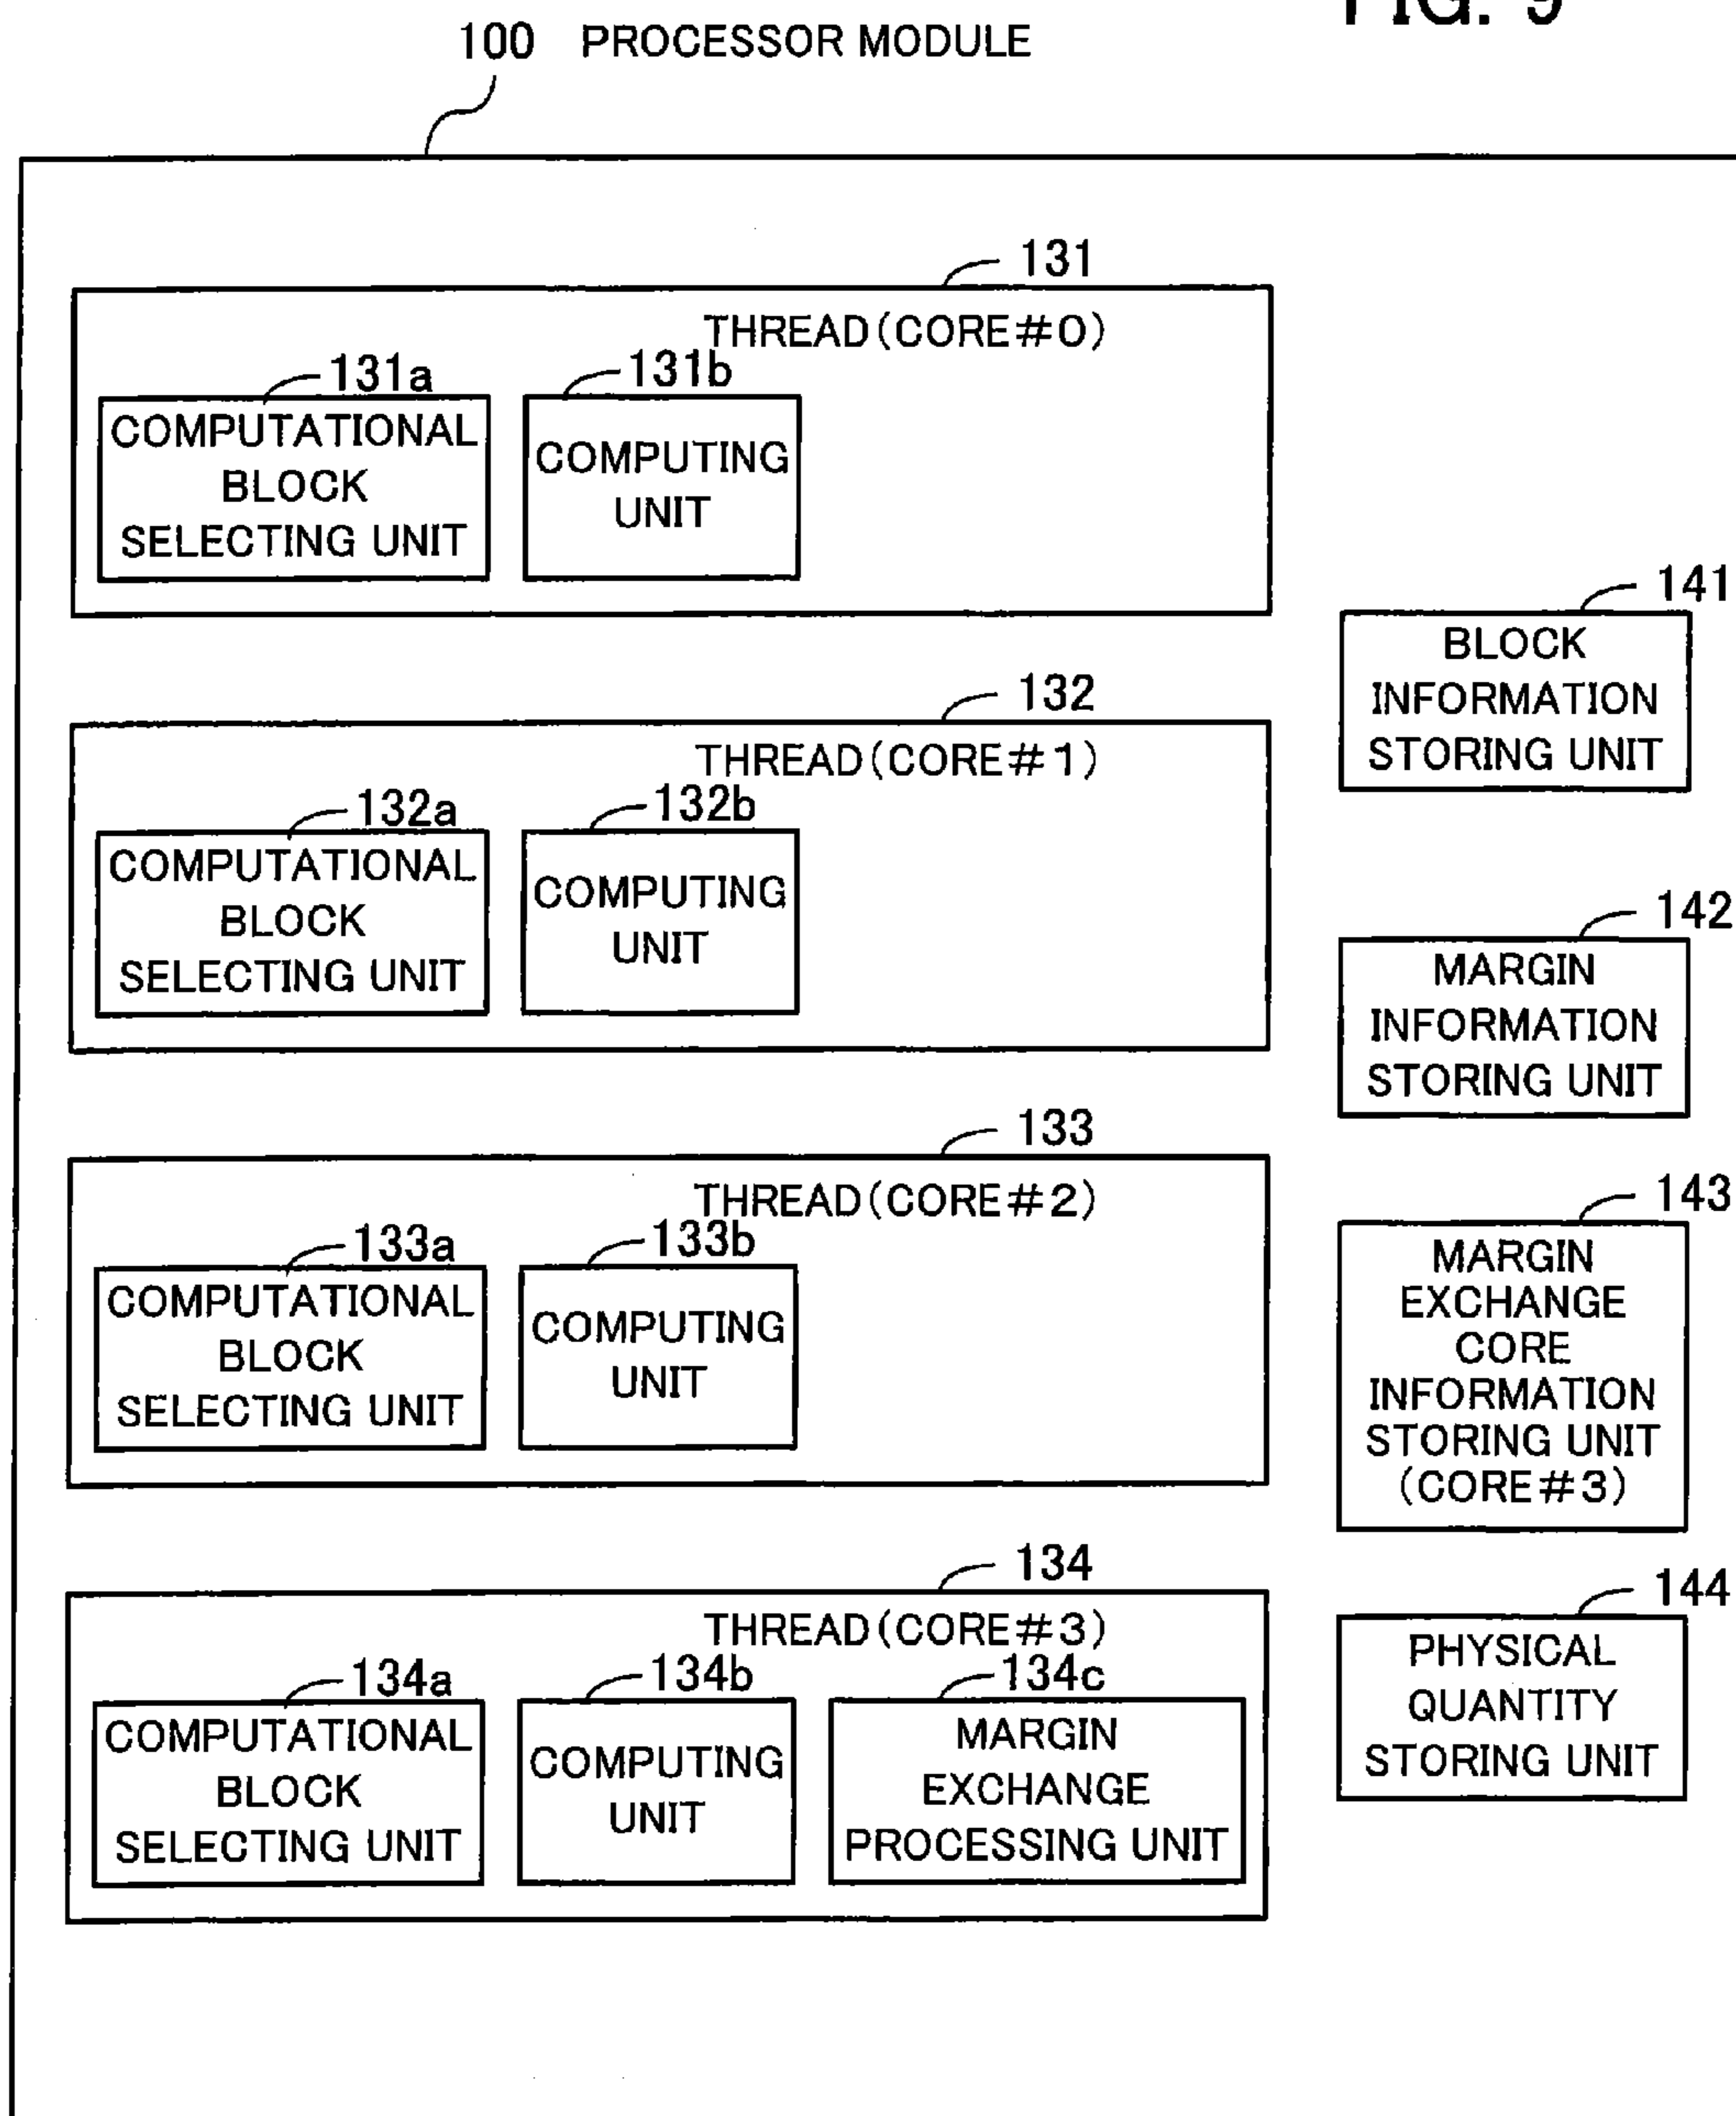 FIG. 9
100 PROCESSOR MODULE
131
THREAD(CORE#0)
131a
131b
COMPUTATIONAL
BLOCK
SELECTING UNIT
COMPUTING
UNIT
141
BLOCK
INFORMATION
STORING UNIT
132
THREAD(CORE#1)
132a
132b
COMPUTATIONAL
BLOCK
SELECTING UNIT
COMPUTING
UNIT
142
MARGIN
INFORMATION
STORING UNIT
133
THREAD(CORE#2)
133a
133b
COMPUTATIONAL
BLOCK
SELECTING UNIT
COMPUTING
UNIT
143
MARGIN
EXCHANGE
CORE
INFORMATION
STORING UNIT
(CORE#3)
134
THREAD(CORE#3)
134a
134b
134c
COMPUTATIONAL
BLOCK
SELECTING UNIT
COMPUTING
UNIT
MARGIN
EXCHANGE
PROCESSING UNIT
144
PHYSICAL
QUANTITY
STORING UNIT